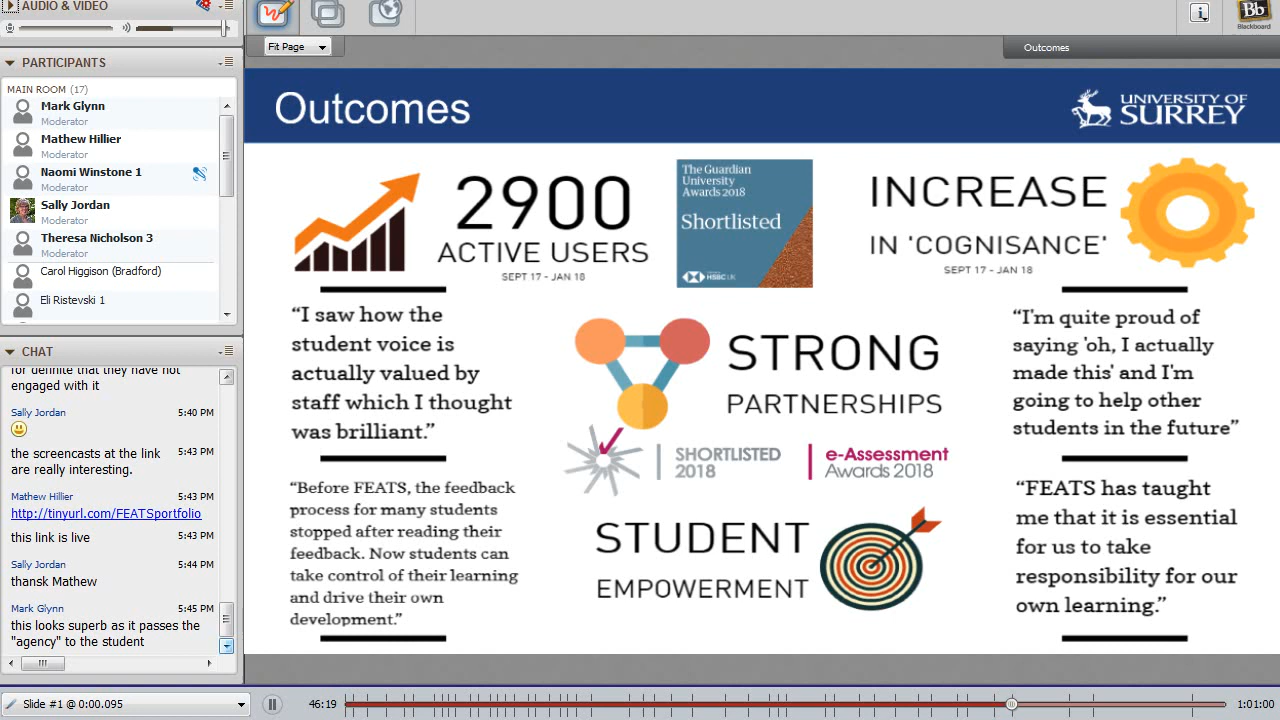 AUDIO & VIDEO
PARTICIPANTS
MAIN ROOM (17)
Mark Glynn
Moderator
Mathew Hillier
Moderator
Naomi Winstone 1
Moderator
Sally Jordan
Moderator
Theresa Nicholson 3
Moderator
Carol Higgison (Bradford)
Eli Ristevski 1
CHAT
for definite that they have not
engaged with it
Sally Jordan 5:40 PM
the screencasts at the link 5:43 PM
are really interesting.
Mathew Hillier 5:43 PM
http://tinyurl.com/FEATSportfolio
this link is live 5:43 PM
Sally Jordan 5:44 PM
thansk Mathew
Mark Glynn 5:45 PM
this looks superb as it passes the
"agency" to the student
Slide #1 @ 0:00.095
Fit Page
i
Bb
Blackboard
Outcomes
Outcomes
UNIVERSITY OF
SURREY
2900
ACTIVE USERS
SEPT 17 - JAN 18
The Guardian
University
Awards 2018
Shortlisted
HSBC UK
INCREASE
IN 'COGNISANCE'
SEPT 17 - JAN 18
“I saw how the
student voice is
actually valued by
staff which I thought
was brilliant.”
STRONG
PARTNERSHIPS
“I'm quite proud of
saying 'oh, I actually
made this' and I'm
going to help other
students in the future”
SHORTLISTED
2018
e-Assessment
Awards 2018
“Before FEATS, the feedback
process for many students
stopped after reading their
feedback. Now students can
take control of their learning
and drive their own
development.”
STUDENT
EMPOWERMENT
“FEATS has taught
me that it is essential
for us to take
responsibility for our
own learning.”
46:19
1:01:00